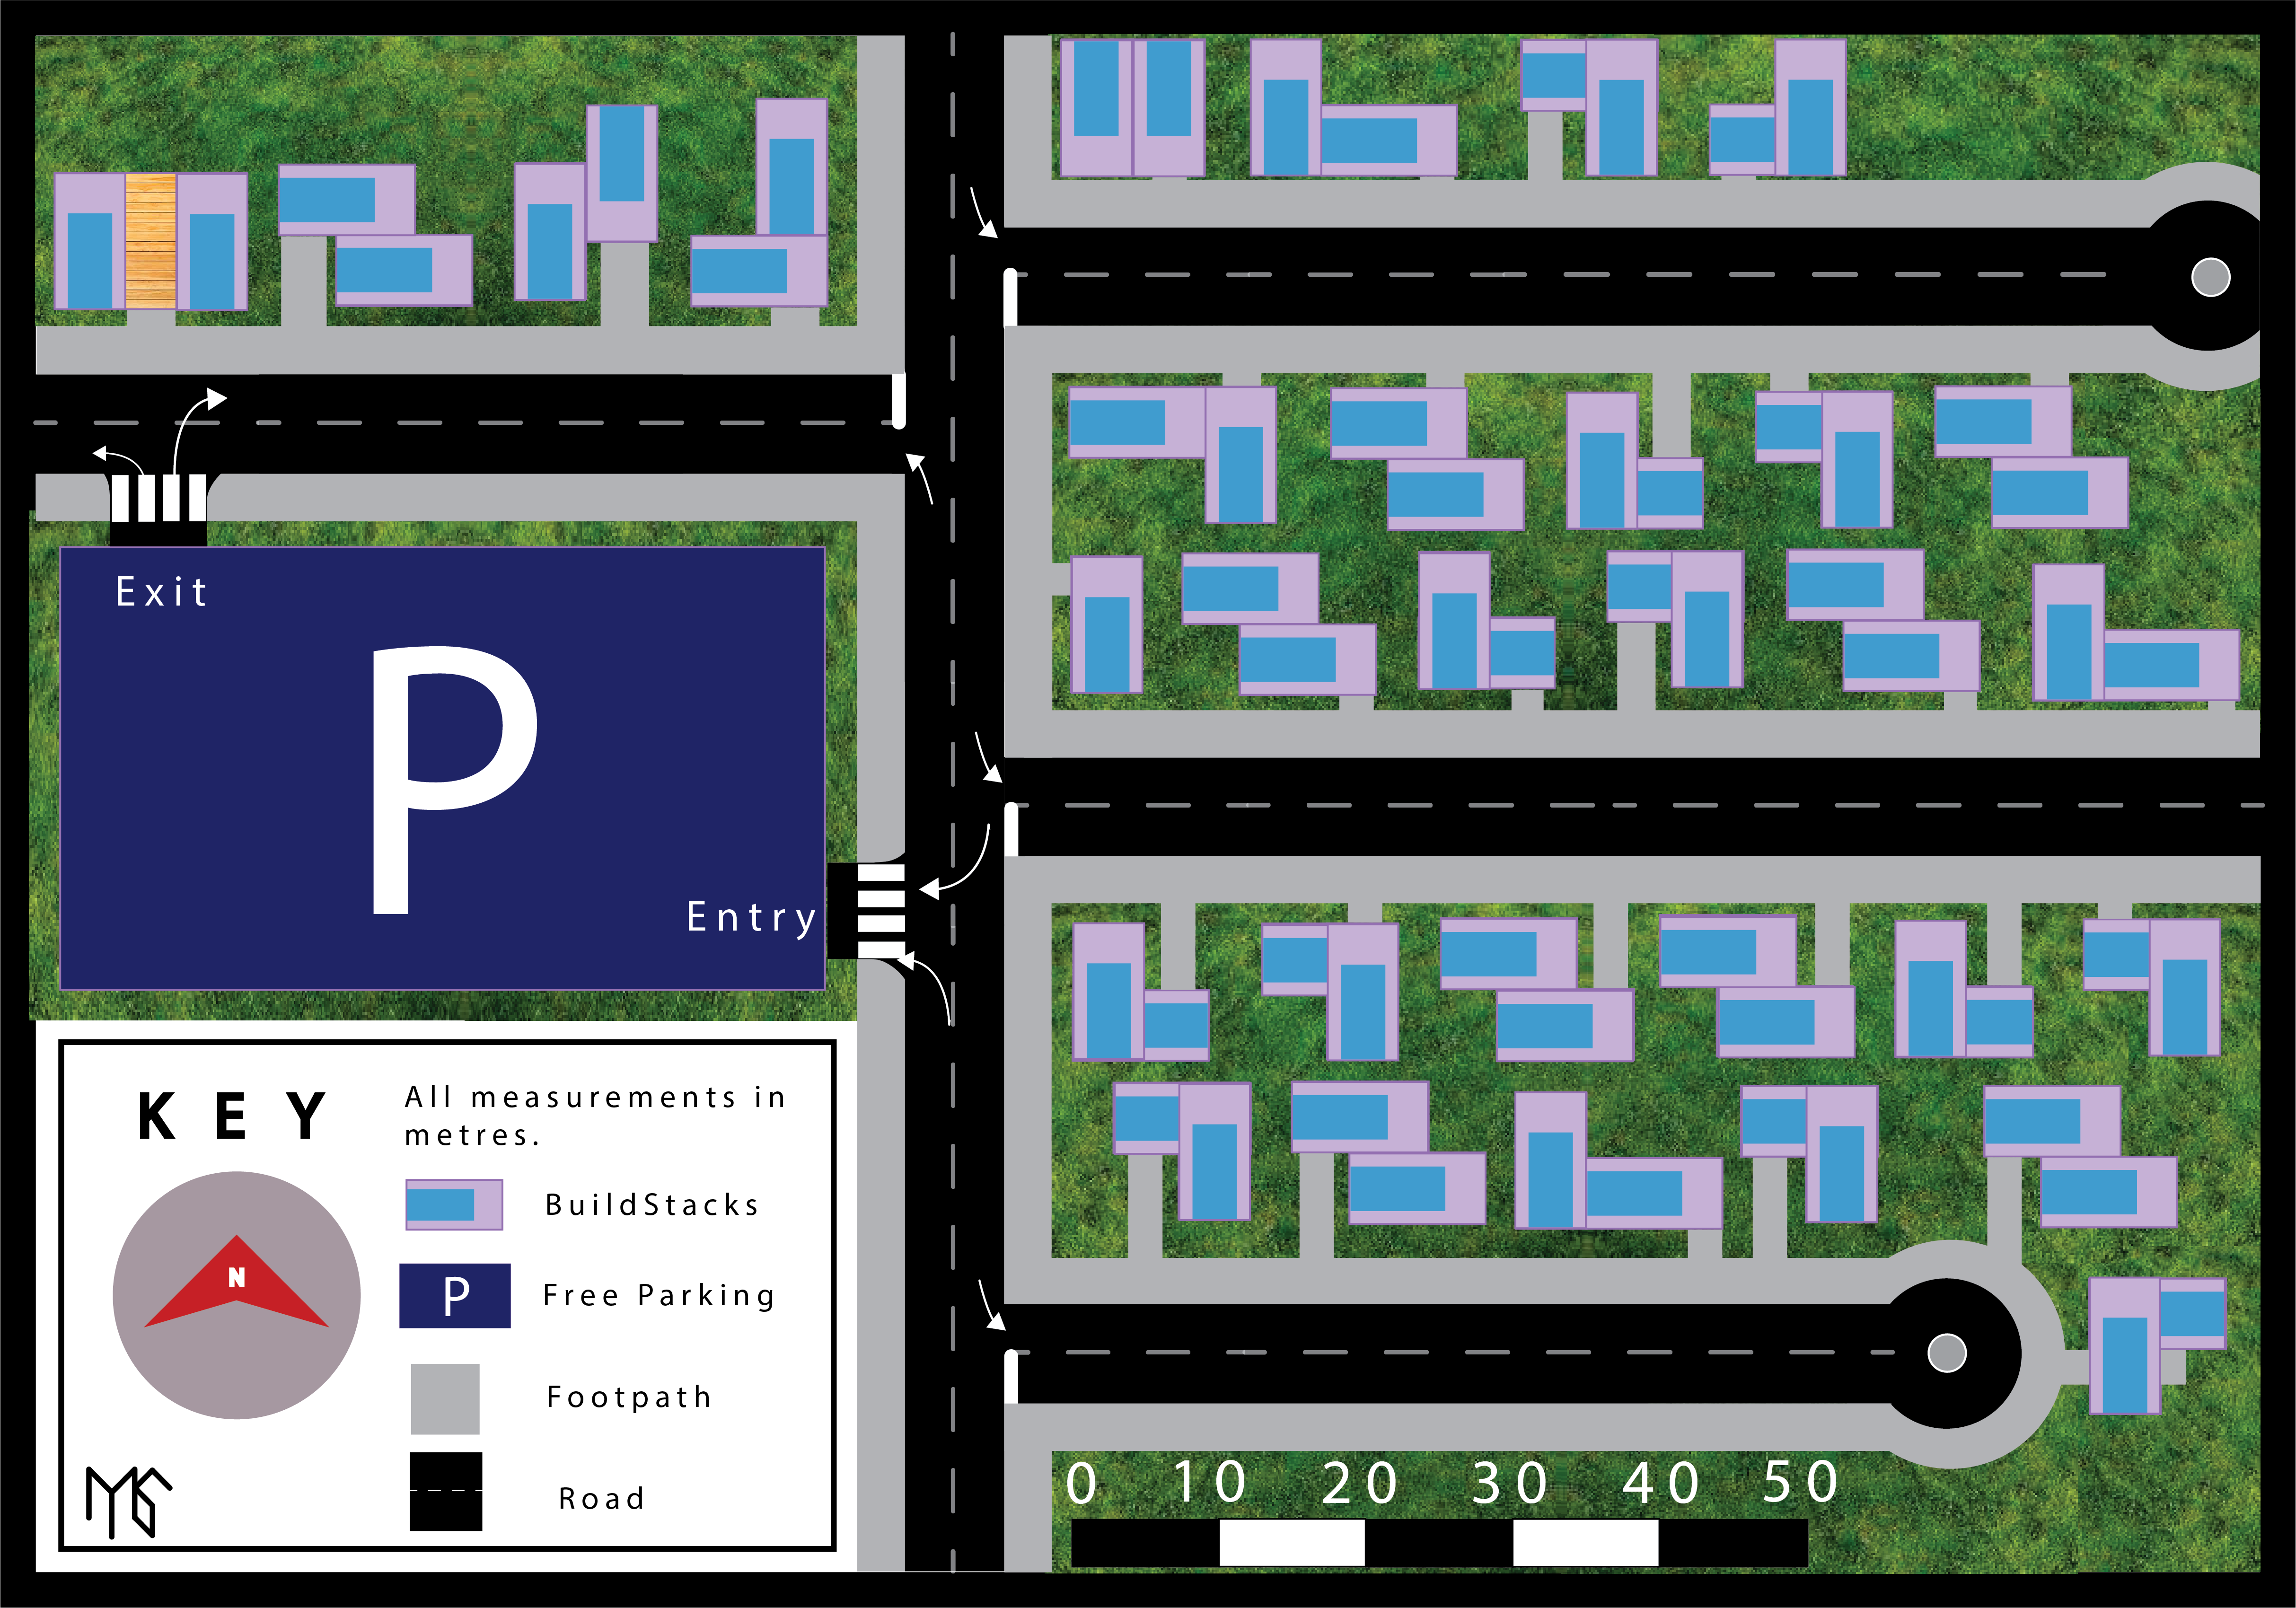 Exit
P
Entry
KEY
All measurements in
metres.
N
BuildStacks
P
Free Parking
Footpath
Road
0 10 20 30 40 50